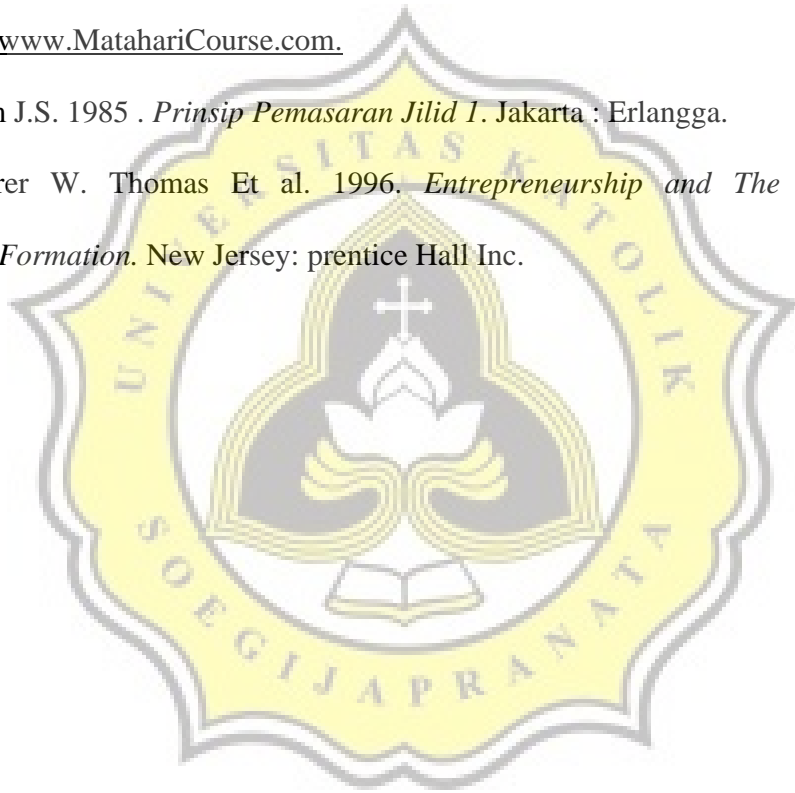 www.MatahariCourse.com.
J.S. 1985 . Prinsip Pemasaran Jilid 1. Jakarta : Erlangga.
W. Thomas Et al. 1996. Entrepreneurship and The
Formation. New Jersey: prentice Hall Inc.
UNIVERSITAS KATOLIK
SOEGIJAPRANATA